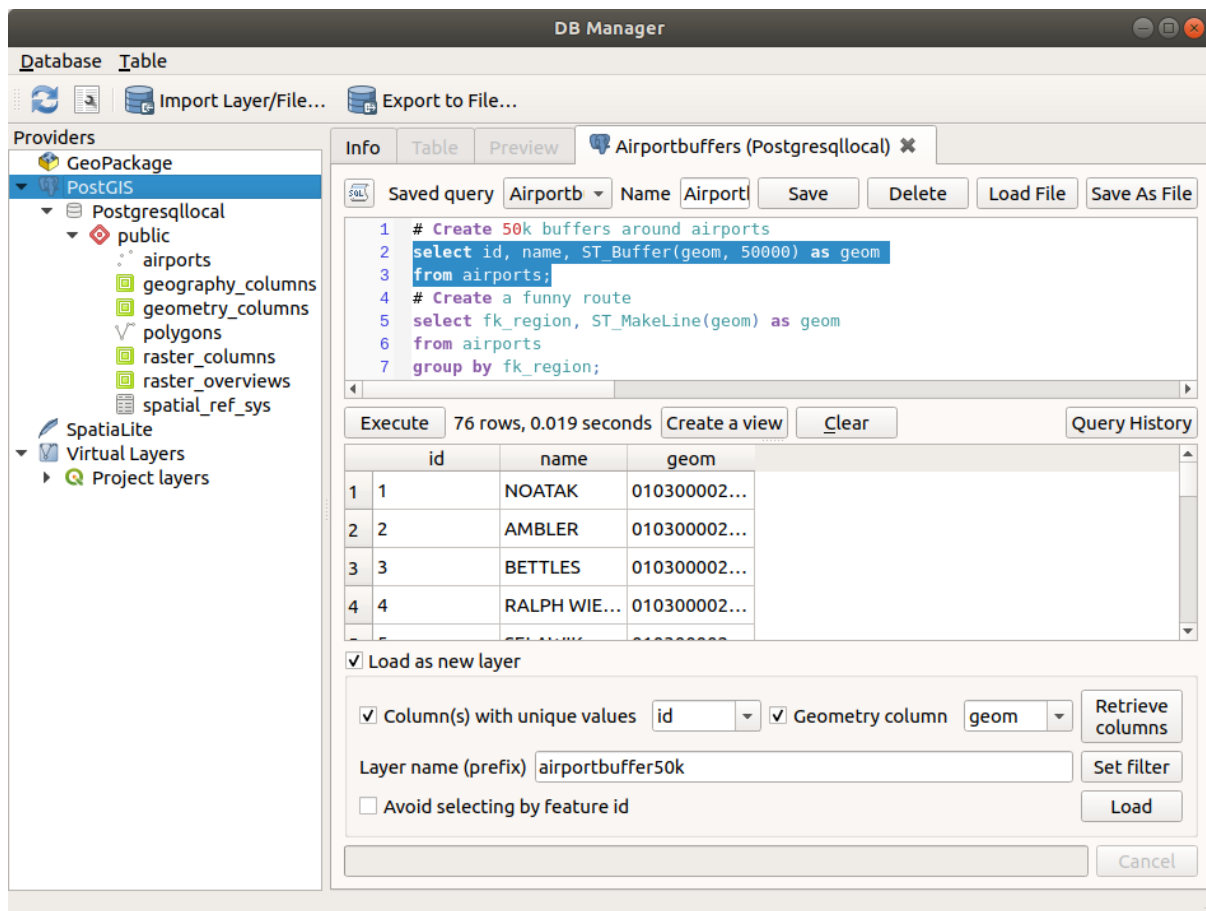 DB Manager
Database Table
Import Layer/File... Export to File...
Providers
GeoPackage
PostGIS
Postgresqllocal
public
airports
geography_columns
geometry_columns
polygons
raster_columns
raster_overviews
spatial_ref_sys
SpatiaLite
Virtual Layers
Project layers
Info Table Preview Airportbuffers (Postgresqllocal)
SQL Saved query Airportb Name Airportl Save Delete Load File Save As File
1 # Create 50k buffers around airports
2 select id, name, ST_Buffer(geom, 50000) as geom
3 from airports;
4 # Create a funny route
5 select fk_region, ST_MakeLine(geom) as geom
6 from airports
7 group by fk_region;
Execute 76 rows, 0.019 seconds Create a view Clear Query History
id name geom
1 1 NOATAK 010300002...
2 2 AMBLER 010300002...
3 3 BETTLES 010300002...
4 4 RALPH WIE... 010300002...
Load as new layer
Column(s) with unique values id Geometry column geom Retrieve columns
Layer name (prefix) airportbuffer50k Set filter
Avoid selecting by feature id Load
Cancel